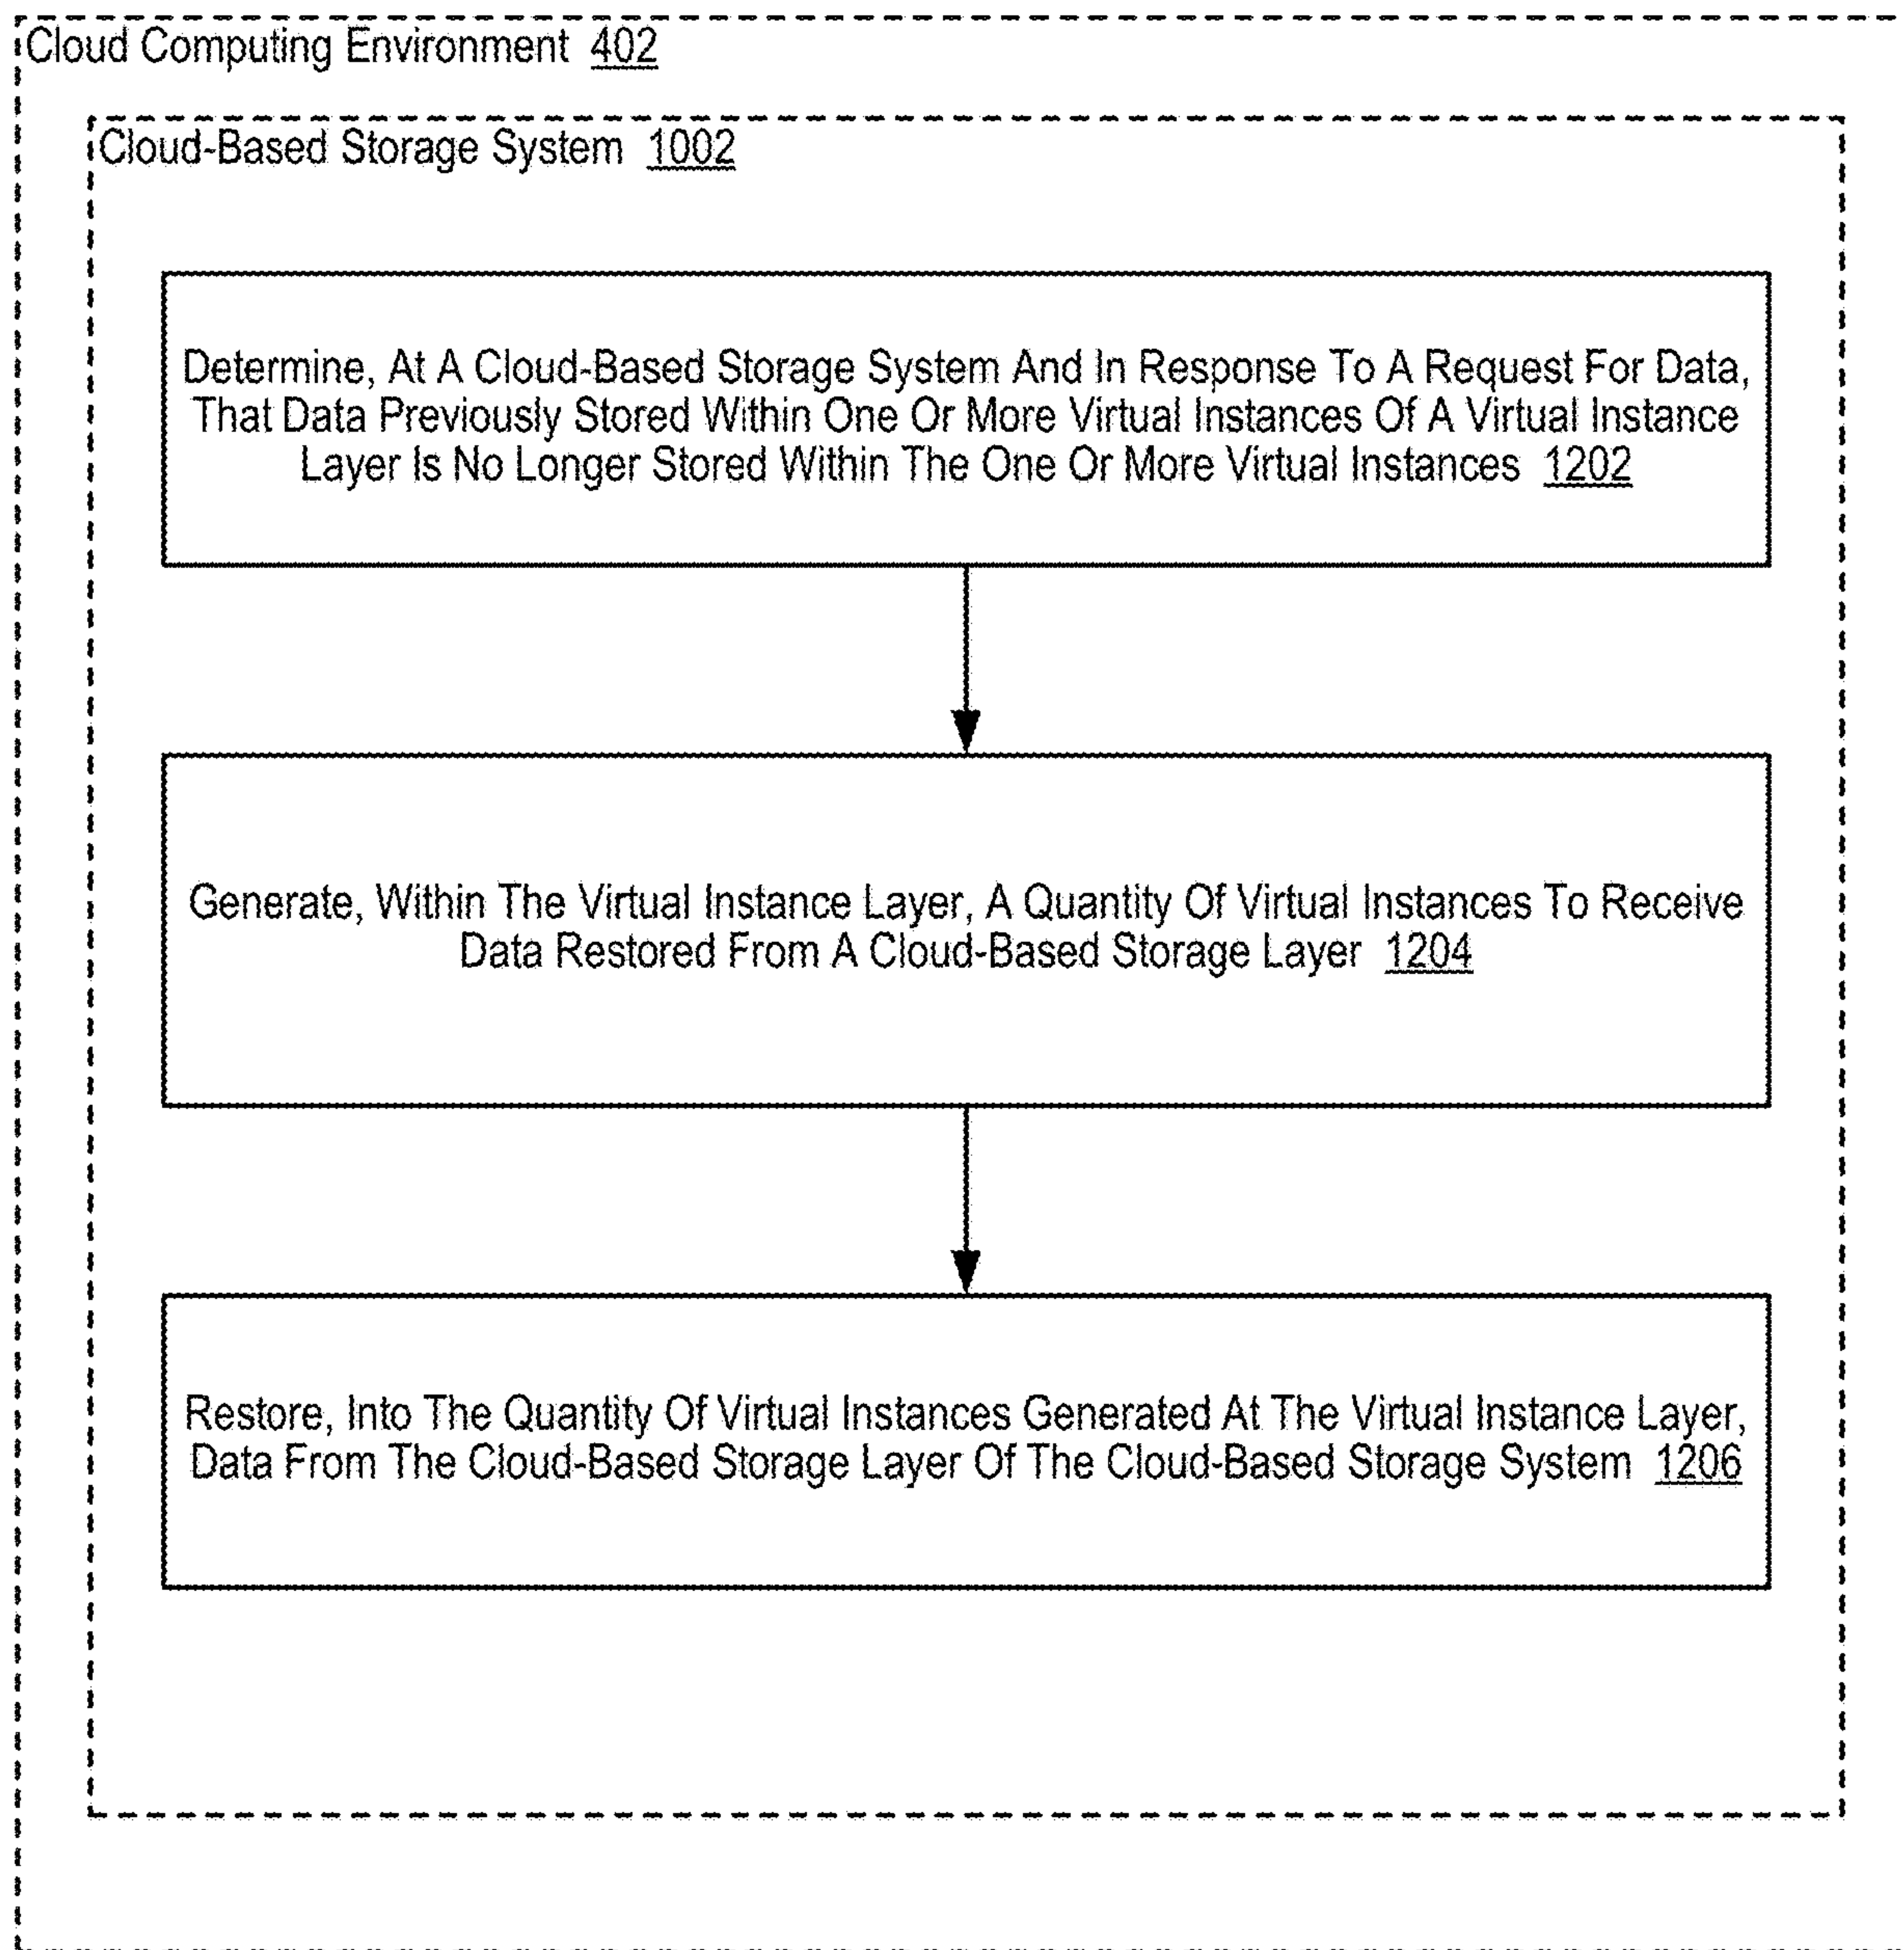 Cloud Computing Environment 402
Cloud-Based Storage System 1002
Determine, At A Cloud-Based Storage System And In Response To A Request For Data,
That Data Previously Stored Within One Or More Virtual Instances Of A Virtual Instance
Layer Is No Longer Stored Within The One Or More Virtual Instances 1202
Generate, Within The Virtual Instance Layer, A Quantity Of Virtual Instances To Receive
Data Restored From A Cloud-Based Storage Layer 1204
Restore, Into The Quantity Of Virtual Instances Generated At The Virtual Instance Layer,
Data From The Cloud-Based Storage Layer Of The Cloud-Based Storage System 1206